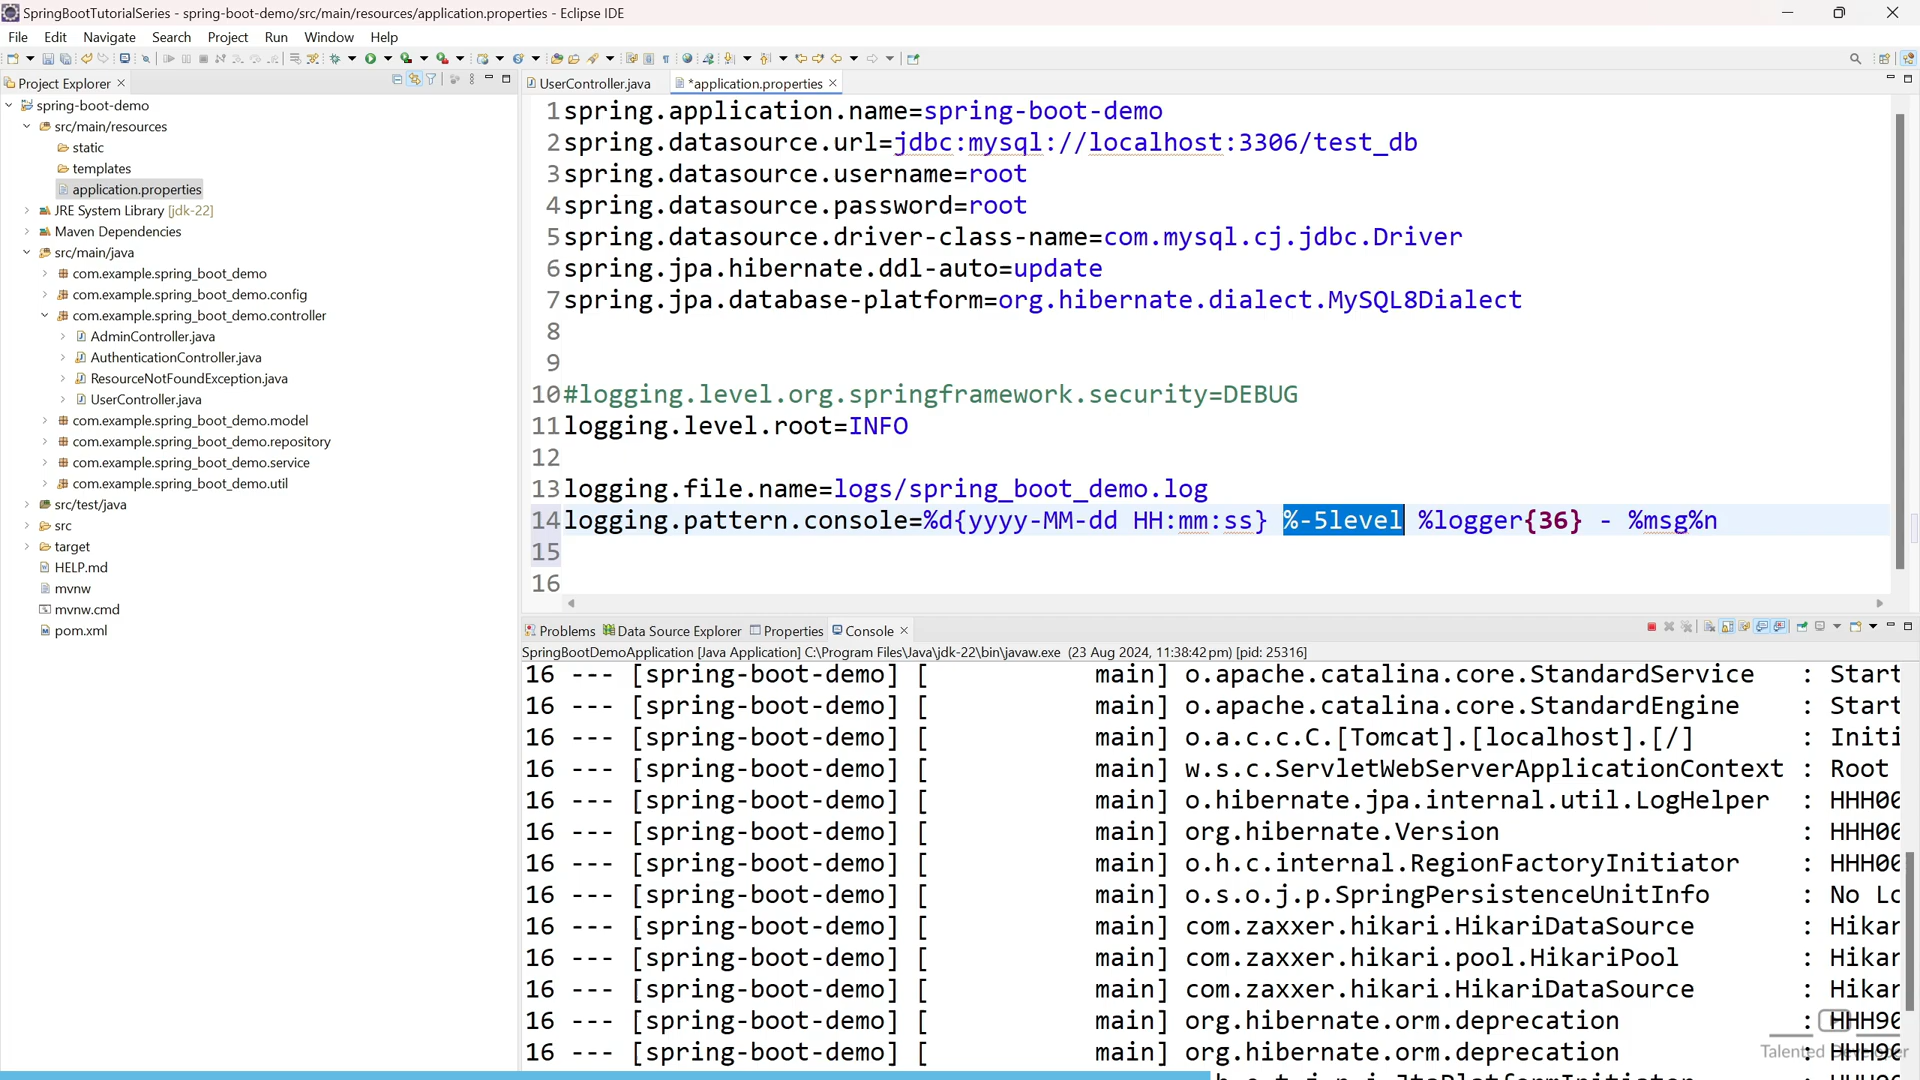 SpringBootTutorialSeries - spring-boot-demo/src/main/resources/application.properties - Eclipse IDE
File Edit Navigate Search Project Run Window Help
Project Explorer
spring-boot-demo
src/main/resources
static
templates
application.properties
JRE System Library [jdk-22]
Maven Dependencies
src/main/java
com.example.spring_boot_demo
com.example.spring_boot_demo.config
com.example.spring_boot_demo.controller
AdminController.java
AuthenticationController.java
ResourceNotFoundException.java
UserController.java
com.example.spring_boot_demo.model
com.example.spring_boot_demo.repository
com.example.spring_boot_demo.service
com.example.spring_boot_demo.util
src/test/java
src
target
HELP.md
mvnw
mvnw.cmd
pom.xml
UserController.java *application.properties
1 spring.application.name=spring-boot-demo
2 spring.datasource.url=jdbc:mysql://localhost:3306/test_db
3 spring.datasource.username=root
4 spring.datasource.password=root
5 spring.datasource.driver-class-name=com.mysql.cj.jdbc.Driver
6 spring.jpa.hibernate.ddl-auto=update
7 spring.jpa.database-platform=org.hibernate.dialect.MySQL8Dialect
8
9
10 #logging.level.org.springframework.security=DEBUG
11 logging.level.root=INFO
12
13 logging.file.name=logs/spring_boot_demo.log
14 logging.pattern.console=%d{yyyy-MM-dd HH:mm:ss} %-5level %logger{36} - %msg%n
15
16
Problems Data Source Explorer Properties Console
SpringBootDemoApplication [Java Application] C:\Program Files\Java\jdk-22\bin\javaw.exe (23 Aug 2024, 11:38:42 pm) [pid: 25316]
16 --- [spring-boot-demo] [ main] o.apache.catalina.core.StandardService : Start
16 --- [spring-boot-demo] [ main] o.apache.catalina.core.StandardEngine : Start
16 --- [spring-boot-demo] [ main] o.a.c.c.C.[Tomcat].[localhost].[/] : Initi
16 --- [spring-boot-demo] [ main] w.s.c.ServletWebServerApplicationContext : Root
16 --- [spring-boot-demo] [ main] o.hibernate.jpa.internal.util.LogHelper : HHH00
16 --- [spring-boot-demo] [ main] org.hibernate.Version : HHH00
16 --- [spring-boot-demo] [ main] o.h.c.internal.RegionFactoryInitiator : HHH00
16 --- [spring-boot-demo] [ main] o.s.o.j.p.SpringPersistenceUnitInfo : No Lo
16 --- [spring-boot-demo] [ main] com.zaxxer.hikari.HikariDataSource : Hikar
16 --- [spring-boot-demo] [ main] com.zaxxer.hikari.pool.HikariPool : Hikar
16 --- [spring-boot-demo] [ main] com.zaxxer.hikari.HikariDataSource : Hikar
16 --- [spring-boot-demo] [ main] org.hibernate.orm.deprecation : HHH90
16 --- [spring-boot-demo] [ main] org.hibernate.orm.deprecation : HHH90
Talented Developer